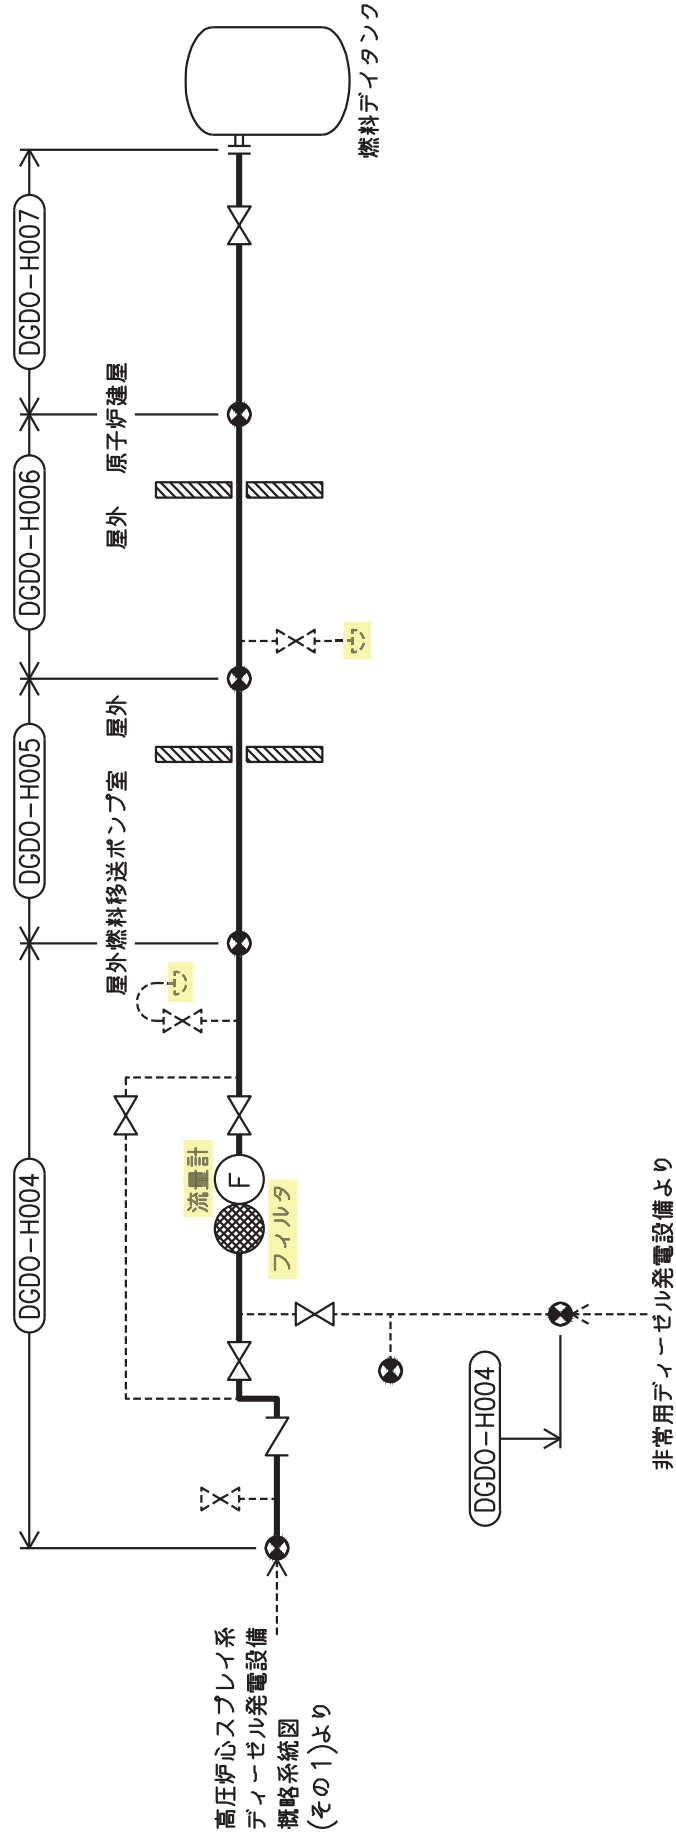 高圧炉心スプレイ系
ディーゼル発電設備
概略系統図
(その1)より
DGDO-H004
DGDO-H005
DGDO-H006
DGDO-H007
屋外燃料移送ポンプ室
屋外
屋外
原子炉建屋
流量計
F
フィルタ
燃料デイタンク
DGDO-H004
非常用ディーゼル発電設備より